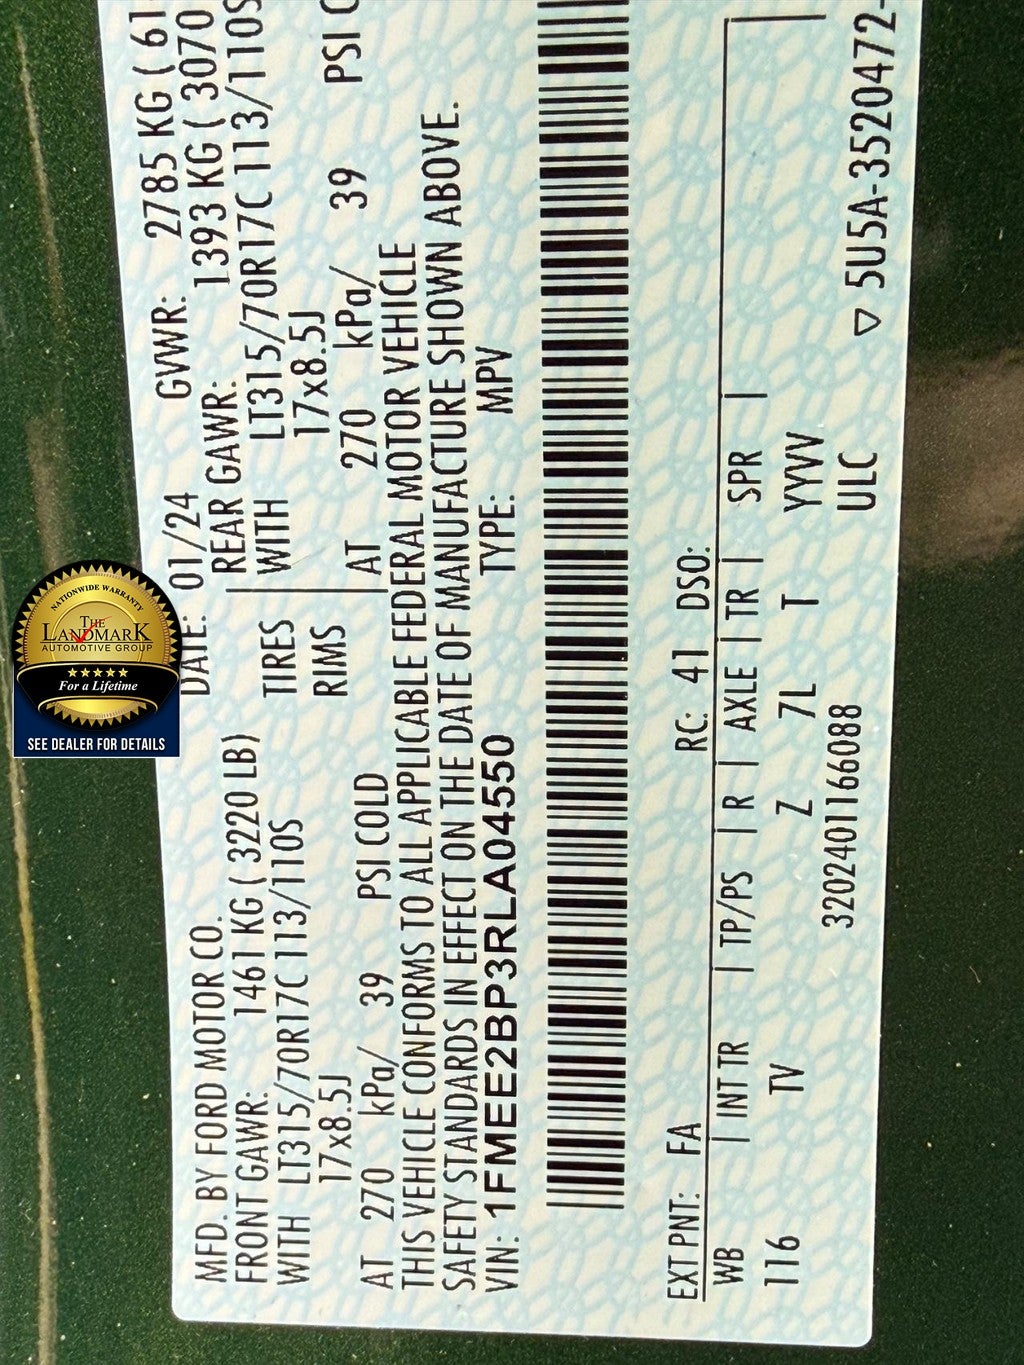 MFD. BY FORD MOTOR CO. DATE: 01/24 GVWR: 2785 KG ( 61
FRONT GAWR: 1461 KG ( 3220 LB) REAR GAWR: 1393 KG ( 3070
WITH LT315/70R17C 113/110S TIRES WITH LT315/70R17C 113/110S
17x8.5J RIMS 17x8.5J
AT 270 kPa/ 39 PSI COLD AT 270 kPa/ 39 PSI C
THIS VEHICLE CONFORMS TO ALL APPLICABLE FEDERAL MOTOR VEHICLE
SAFETY STANDARDS IN EFFECT ON THE DATE OF MANUFACTURE SHOWN ABOVE.
VIN: 1FMEE2BP3RLA04550 TYPE: MPV
EXT PNT: FA RC: 41 DSO:
WB | INT TR | TP/PS | R | AXLE | TR | SPR |
116 TV Z 7L T YYVV
3202401166088 ULC
▽ 5U5A-3520472-
NATIONWIDE WARRANTY
THE
LANDMARK
AUTOMOTIVE GROUP
★★★★★
For a Lifetime
SEE DEALER FOR DETAILS